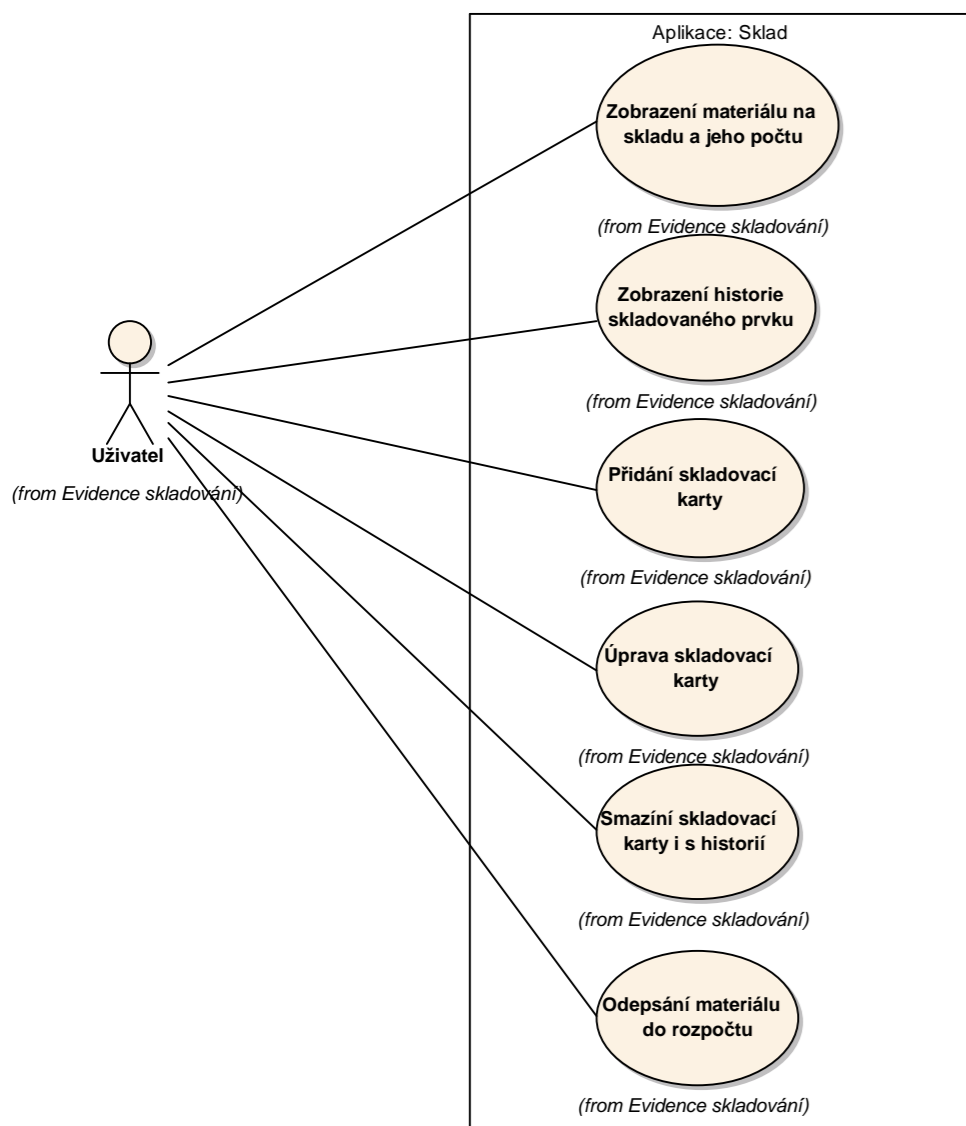 Aplikace: Sklad
Zobrazení materiálu na
skladu a jeho počtu
(from Evidence skladování)
Zobrazení historie
skladovaného prvku
(from Evidence skladování)
Uživatel
(from Evidence skladování)
Přidání skladovací
karty
(from Evidence skladování)
Úprava skladovací
karty
(from Evidence skladování)
Smazíní skladovací
karty i s historií
(from Evidence skladování)
Odepsání materiálu
do rozpočtu
(from Evidence skladování)